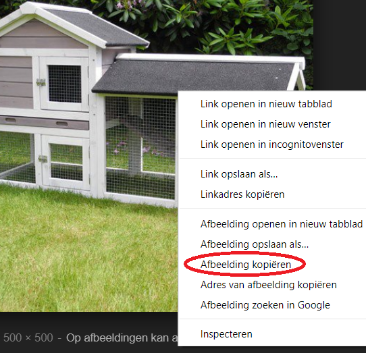 Link openen in nieuw tabblad
Link openen in nieuw venster
Link openen in incognitovenster
Link opslaan als...
Linkadres kopiëren
Afbeelding openen in nieuw tabblad
Afbeelding opslaan als...
Afbeelding kopiëren
Adres van afbeelding kopiëren
Afbeelding zoeken in Google
500 × 500 - Op afbeeldingen kan a
Inspecteren